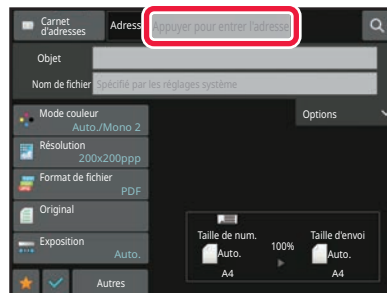 Carnet d'adresses
Adress
Appuyer pour entrer l'adresse
Objet
Nom de fichier
Spécifié par les réglages système
Mode couleur
Auto./Mono 2
Options
Résolution
200x200ppp
Format de fichier
PDF
Original
Exposition
Auto.
Taille de num.
100%
Taille d'envoi
Auto.
Auto.
A4
A4
Autres